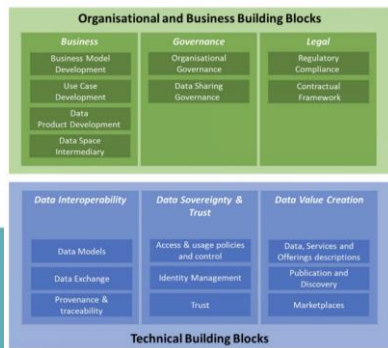 Organisational and Business Building Blocks
Business
Business Model
Development
Use Case
Development
Data
Product Development
Data Space
Intermediary
Governance
Organisational
Governance
Data Sharing
Governance
Legal
Regulatory
Compliance
Contractual
Framework
Data Interoperability
Data Models
Data Exchange
Provenance &
traceability
Data Sovereignty &
Trust
Access & usage policies
and control
Identity Management
Trust
Data Value Creation
Data, Services and
Offerings descriptions
Publication and
Discovery
Marketplaces
Technical Building Blocks